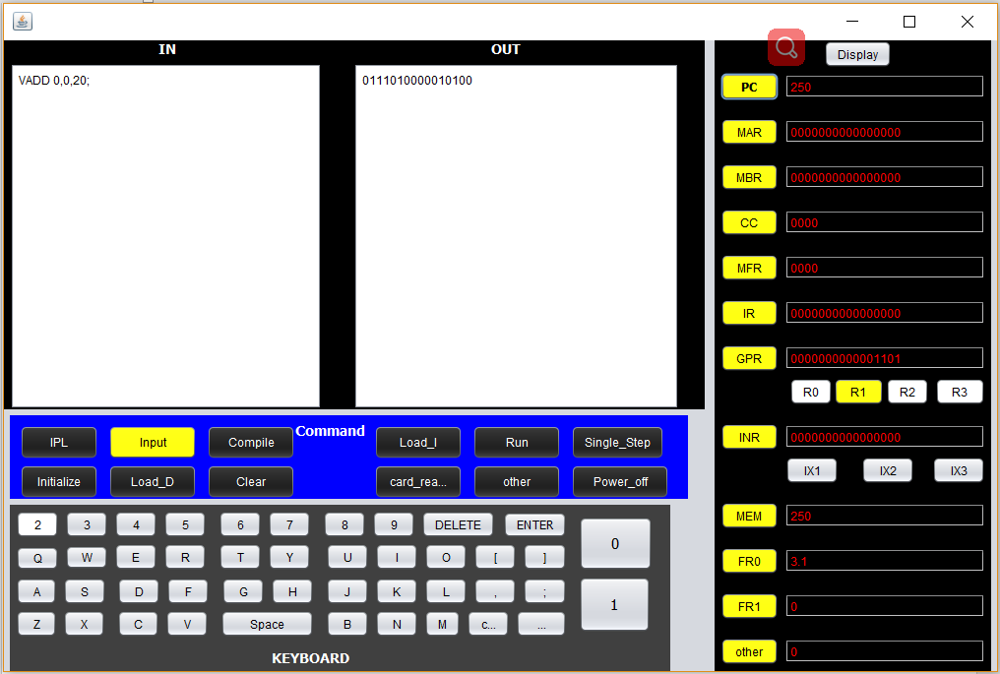 IN
OUT
Display
VADD 0,0,20;
0111010000010100
PC 250
MAR 0000000000000000
MBR 0000000000000000
CC 0000
MFR 0000
IR 0000000000000000
GPR 0000000000001101
R0 R1 R2 R3
INR 0000000000000000
IX1 IX2 IX3
MEM 250
FR0 3.1
FR1 0
other 0
Command
IPL Input Compile Load_I Run Single_Step
Initialize Load_D Clear card_rea... other Power_off
2 3 4 5 6 7 8 9 DELETE ENTER 0
Q W E R T Y U I O [ ]
A S D F G H J K L , ; 1
Z X C V Space B N M c... ...
KEYBOARD